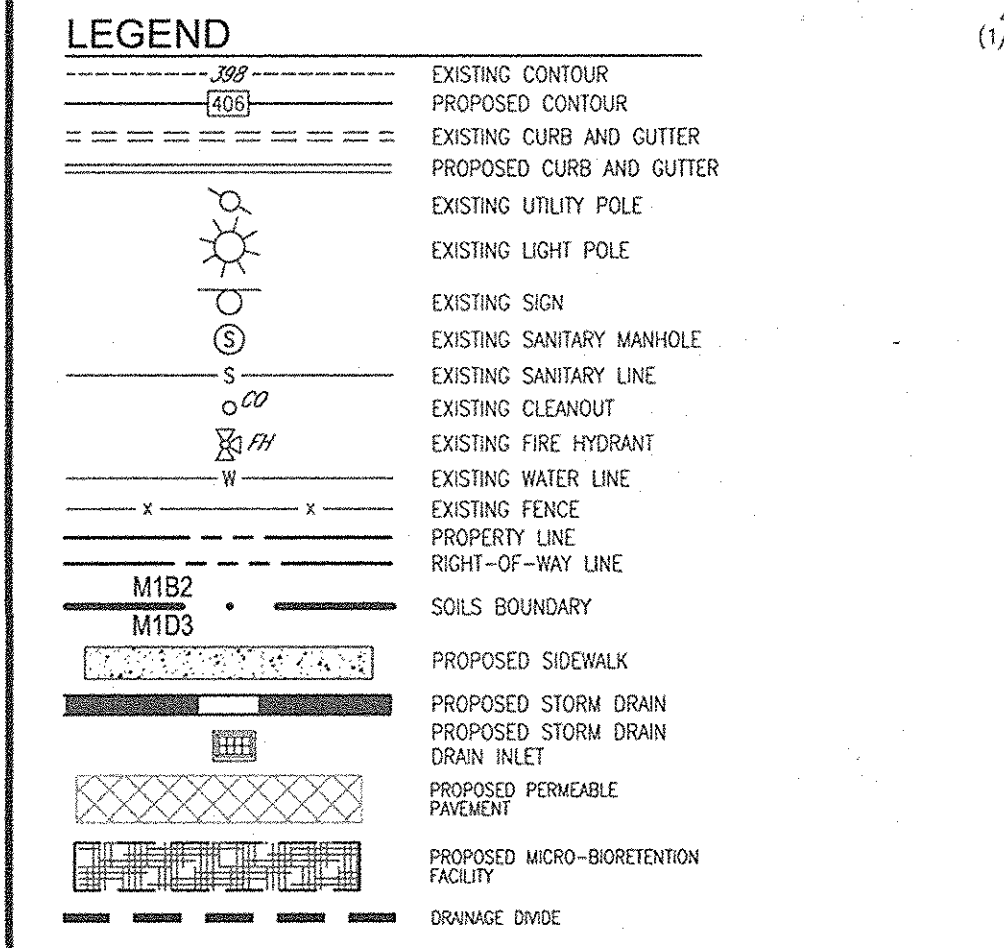 LEGEND
(1)
398 EXISTING CONTOUR
406 PROPOSED CONTOUR
EXISTING CURB AND GUTTER
PROPOSED CURB AND GUTTER
EXISTING UTILITY POLE
EXISTING LIGHT POLE
EXISTING SIGN
S EXISTING SANITARY MANHOLE
S EXISTING SANITARY LINE
CO EXISTING CLEANOUT
FH EXISTING FIRE HYDRANT
W EXISTING WATER LINE
X X EXISTING FENCE
PROPERTY LINE
RIGHT-OF-WAY LINE
M1B2
SOILS BOUNDARY
M1D3
PROPOSED SIDEWALK
PROPOSED STORM DRAIN
PROPOSED STORM DRAIN
DRAIN INLET
PROPOSED PERMEABLE
PAVEMENT
PROPOSED MICRO-BIORETENTION
FACILITY
DRAINAGE DIVIDE